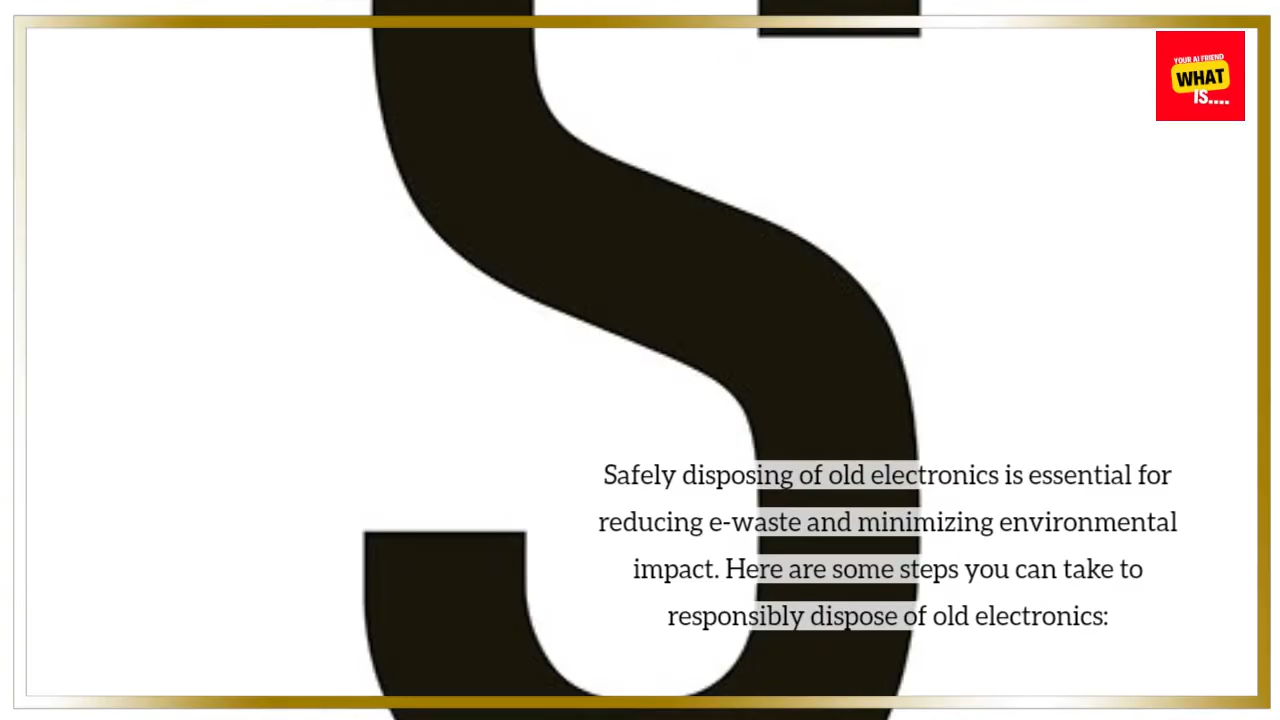 S
YOUR AI FRIEND
WHAT
IS....
Safely disposing of old electronics is essential for
reducing e-waste and minimizing environmental
impact. Here are some steps you can take to
responsibly dispose of old electronics: